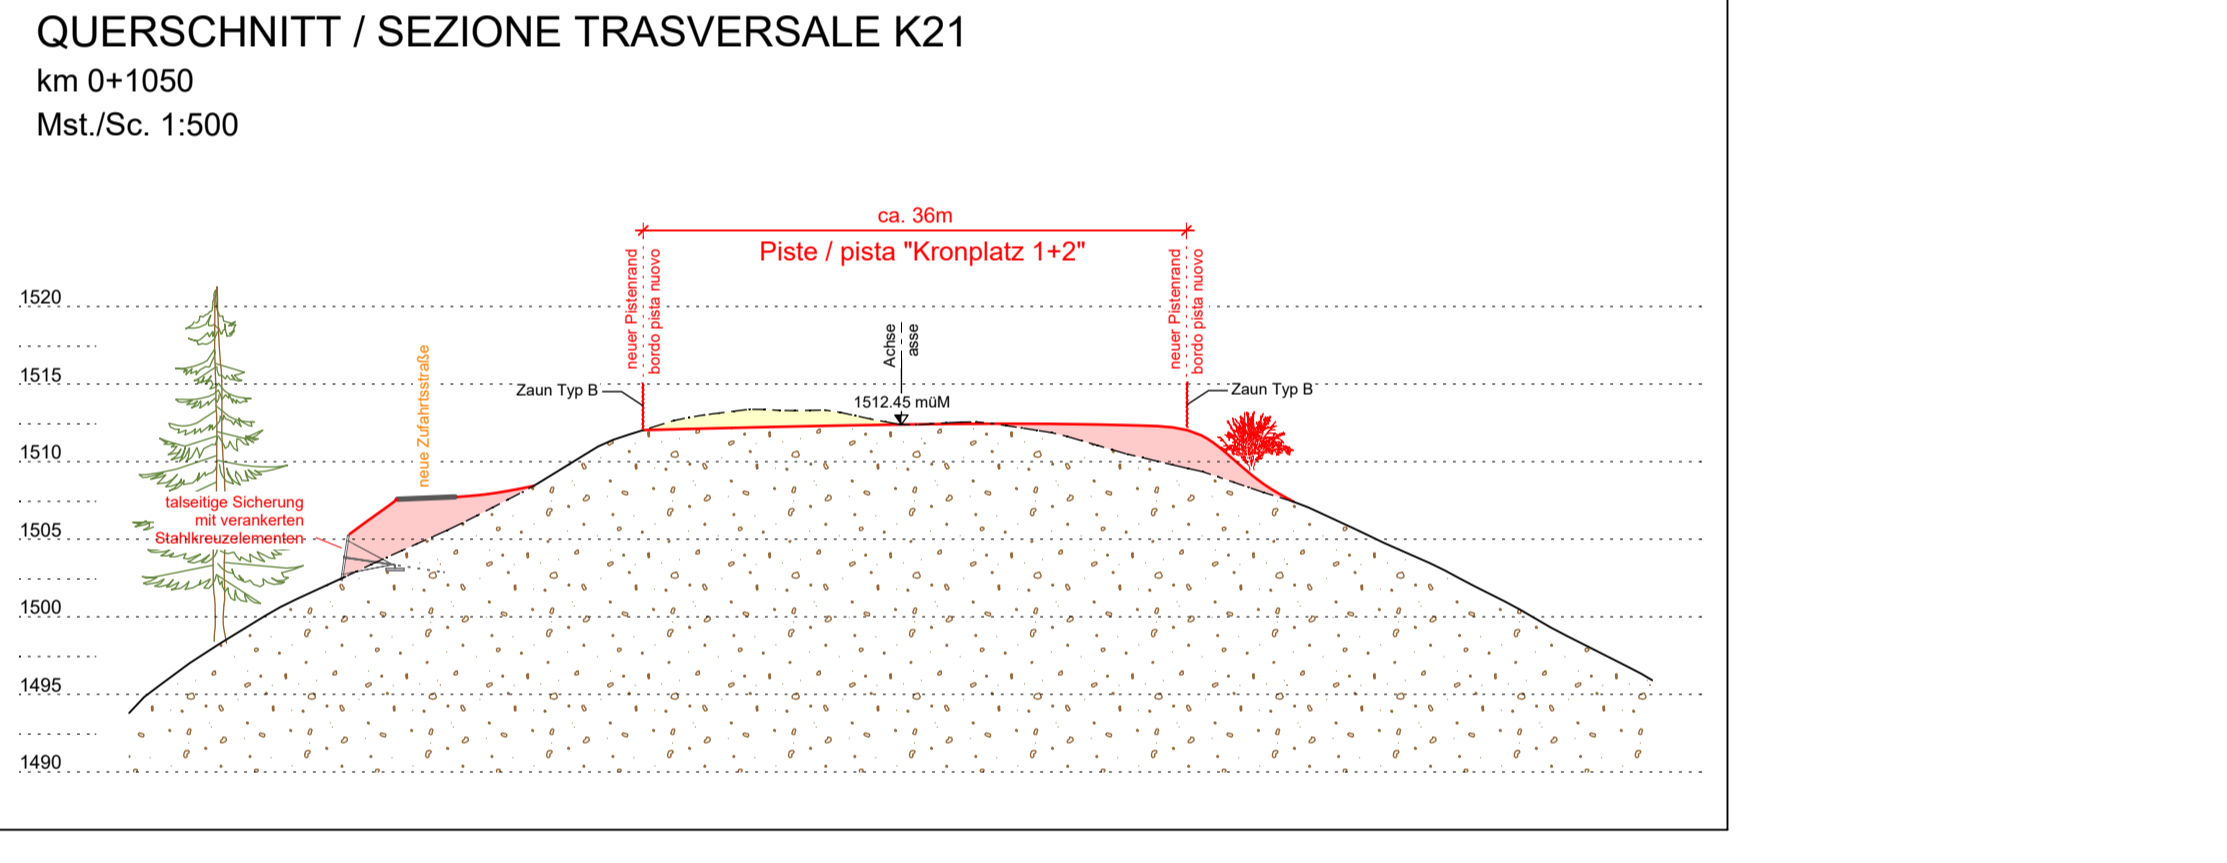 QUERSCHNITT / SEZIONE TRASVERSALE K21
km 0+1050
Mst./Sc. 1:500
ca. 36m
Piste / pista "Kronplatz 1+2"
neuer Pistenrand
bordo pista nuovo
neuer Pistenrand
bordo pista nuovo
1520
Achse
asse
neue Zufahrtsstraße
1515
Zaun Typ B
Zaun Typ B
1512.45 müM
1510
talseitige Sicherung
mit verankerten
Stahlkreuzelementen
1505
1500
1495
1490